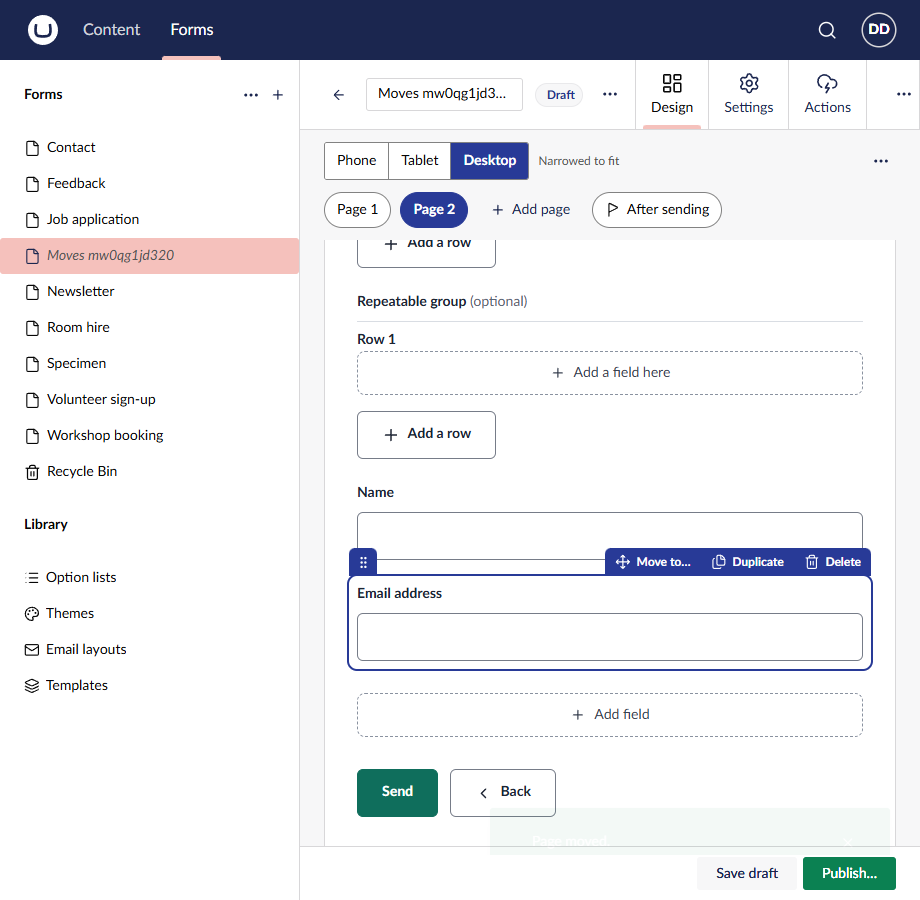 Content
Forms
DD
Forms
Contact
Feedback
Job application
Moves mw0qg1jd320
Newsletter
Room hire
Specimen
Volunteer sign-up
Workshop booking
Recycle Bin
Library
Option lists
Themes
Email layouts
Templates
Moves mw0qg1jd3...
Draft
Design
Settings
Actions
Phone
Tablet
Desktop
Narrowed to fit
Page 1
Page 2
Add page
After sending
Add a row
Repeatable group (optional)
Row 1
Add a field here
Add a row
Name
Move to...
Duplicate
Delete
Email address
Add field
Send
Back
Page moved.
Save draft
Publish...